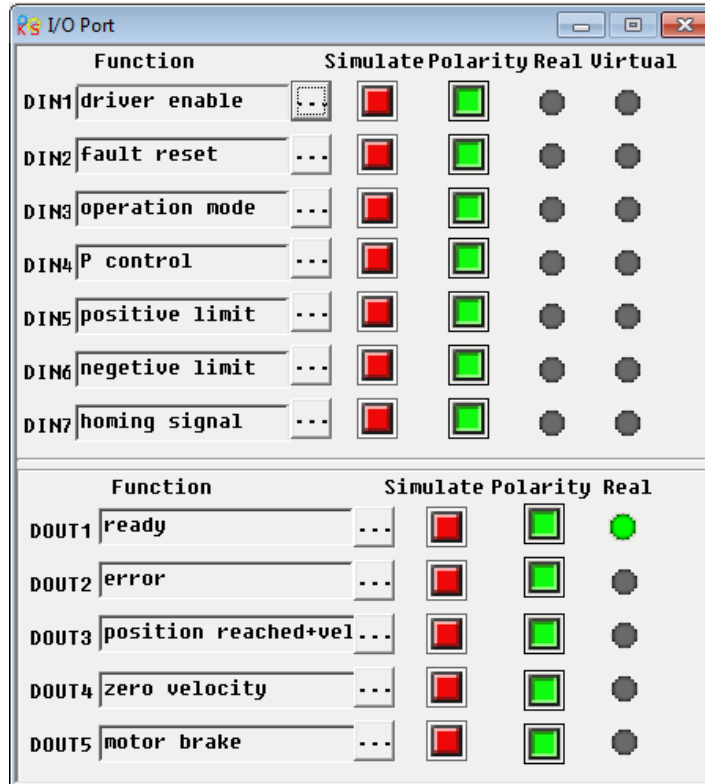 I/O Port
Function Simulate Polarity Real Virtual
DIN1 driver enable ...
DIN2 fault reset ...
DIN3 operation mode ...
DIN4 P control ...
DIN5 positive limit ...
DIN6 negetive limit ...
DIN7 homing signal ...
Function Simulate Polarity Real
DOUT1 ready ...
DOUT2 error ...
DOUT3 position reached+vel ...
DOUT4 zero velocity ...
DOUT5 motor brake ...